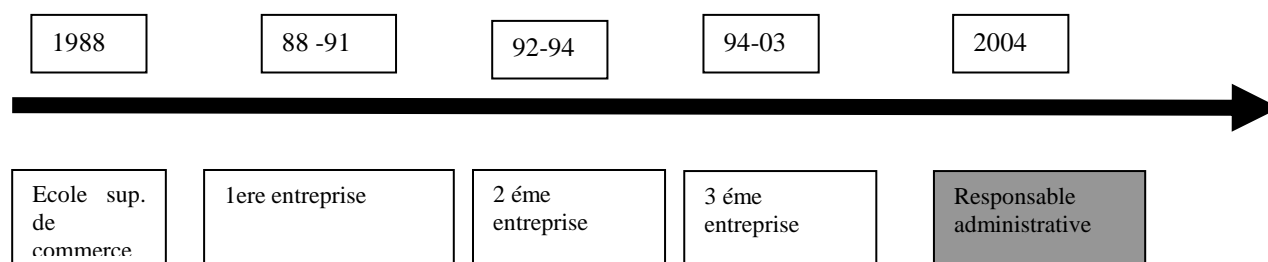 1988
88 -91
92-94
94-03
2004
Ecole sup.
de
commerce
1ere entreprise
2 éme
entreprise
3 éme
entreprise
Responsable
administrative